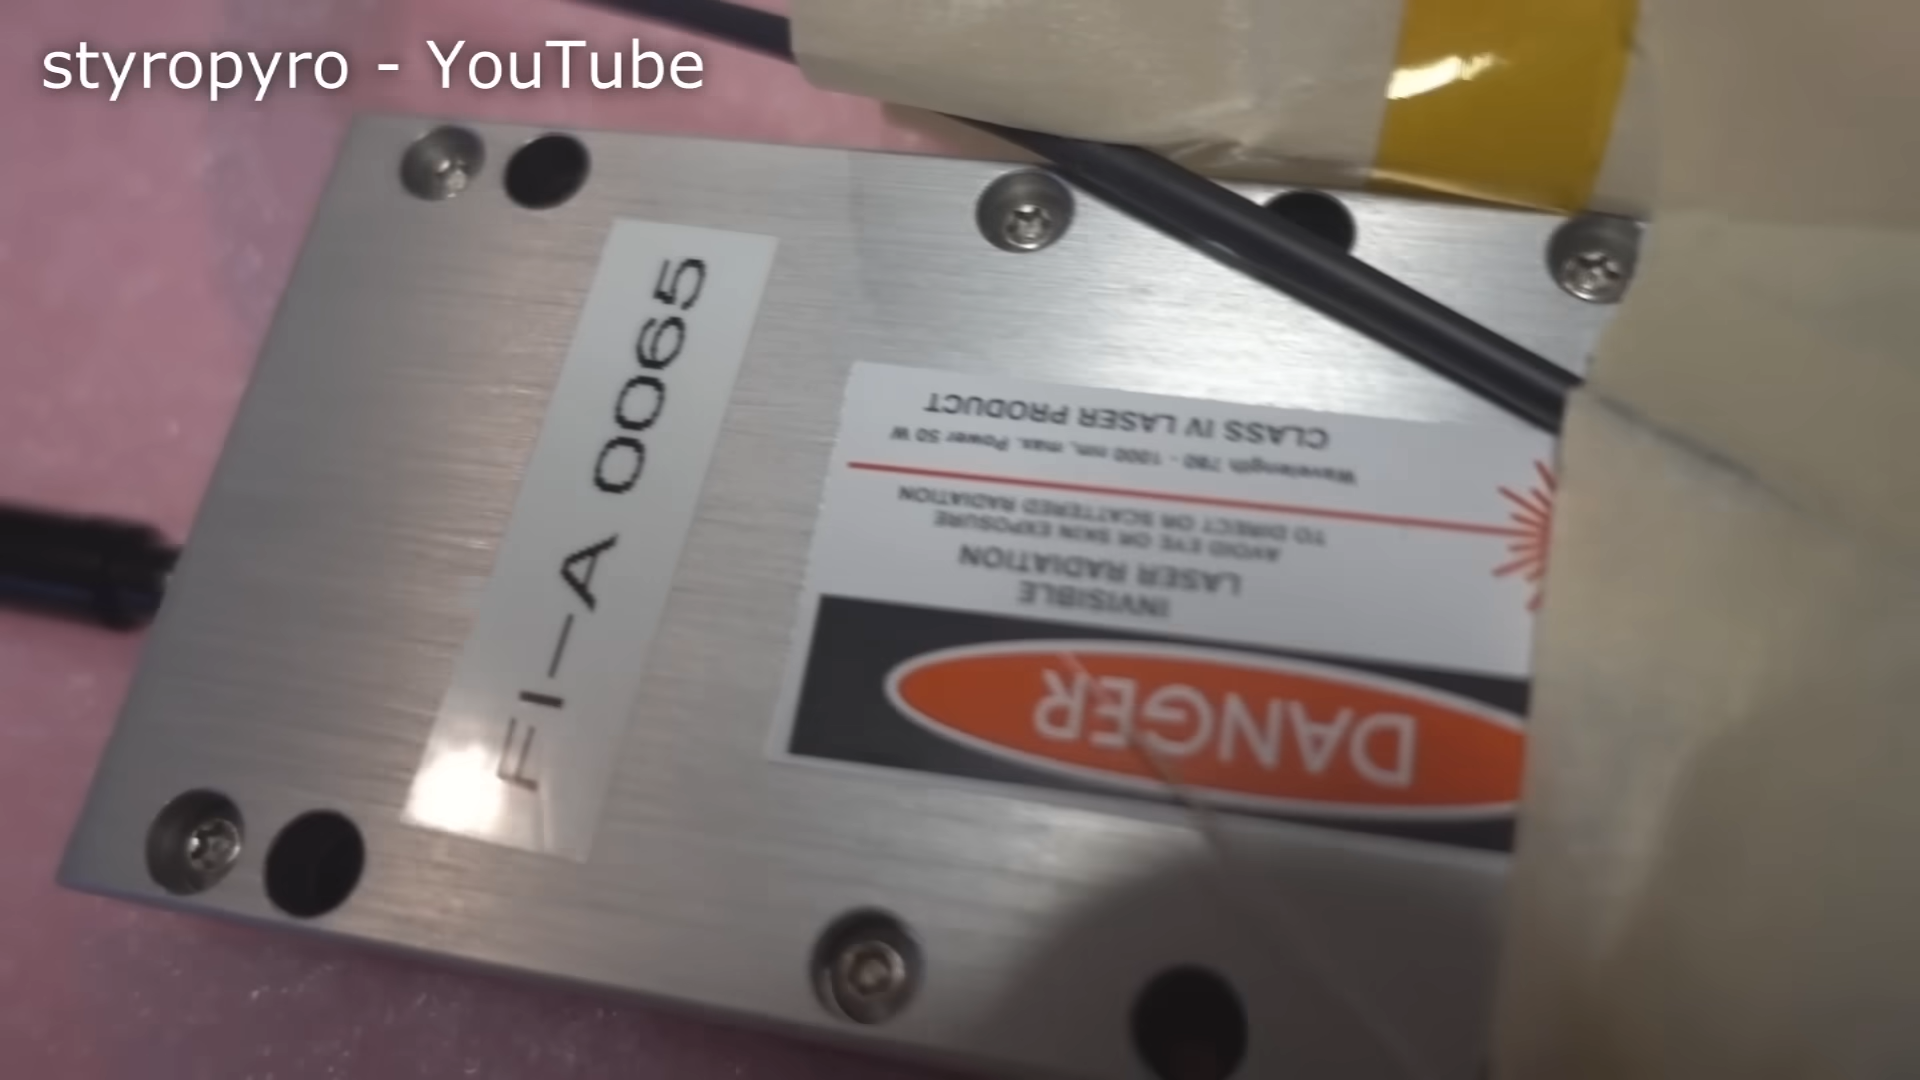 styropyro - YouTube
FI-A 0065
DANGER
INVISIBLE
LASER RADIATION
AVOID EYE OR SKIN EXPOSURE
TO DIRECT OR SCATTERED RADIATION
Wavelength 780 - 1000 nm, max. Power 50 W
CLASS IV LASER PRODUCT